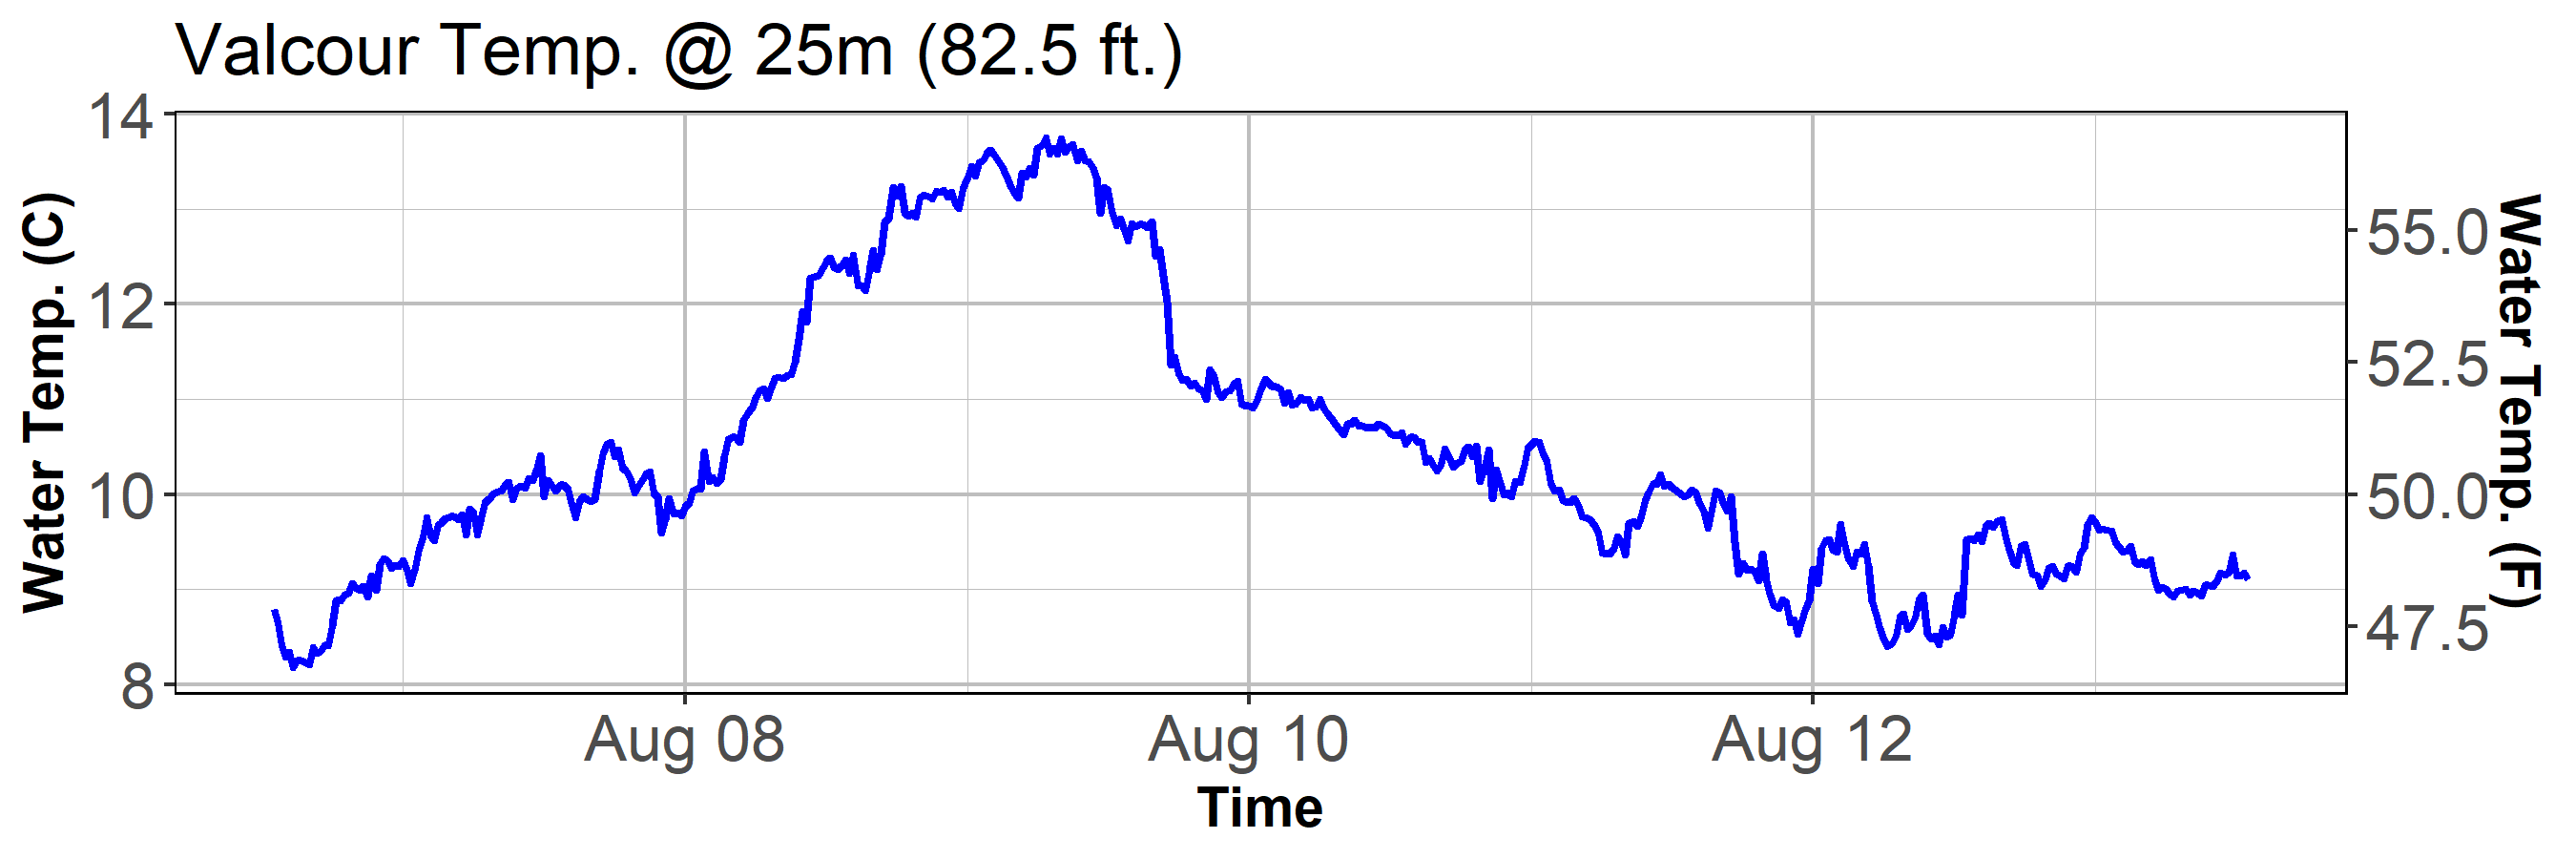 Valcour Temp. @ 25m (82.5 ft.)
Water Temp. (C)
14
12
10
8
55.0
52.5
50.0
47.5
Water Temp. (F)
Aug 08
Aug 10
Aug 12
Time